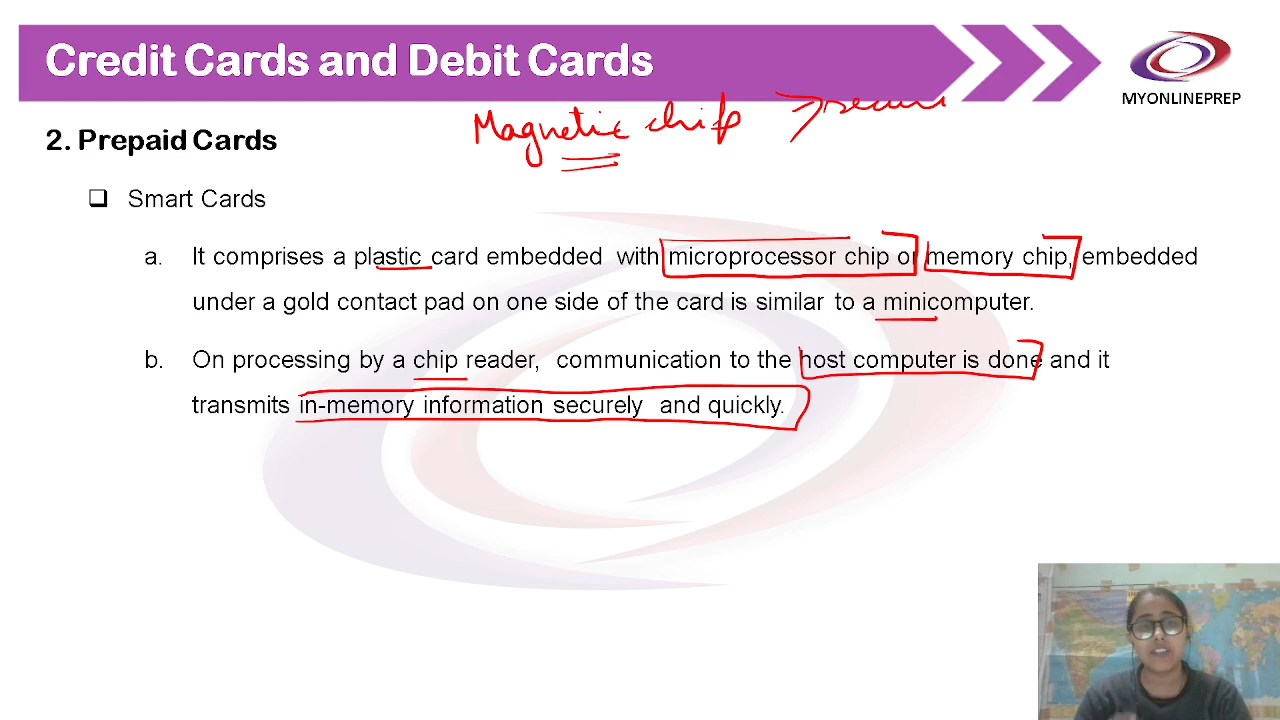 Credit Cards and Debit Cards
MYONLINEPREP
Magnetic chip
2. Prepaid Cards
❑ Smart Cards
a. It comprises a plastic card embedded with microprocessor chip or memory chip, embedded
under a gold contact pad on one side of the card is similar to a minicomputer.
b. On processing by a chip reader, communication to the host computer is done and it
transmits in-memory information securely and quickly.